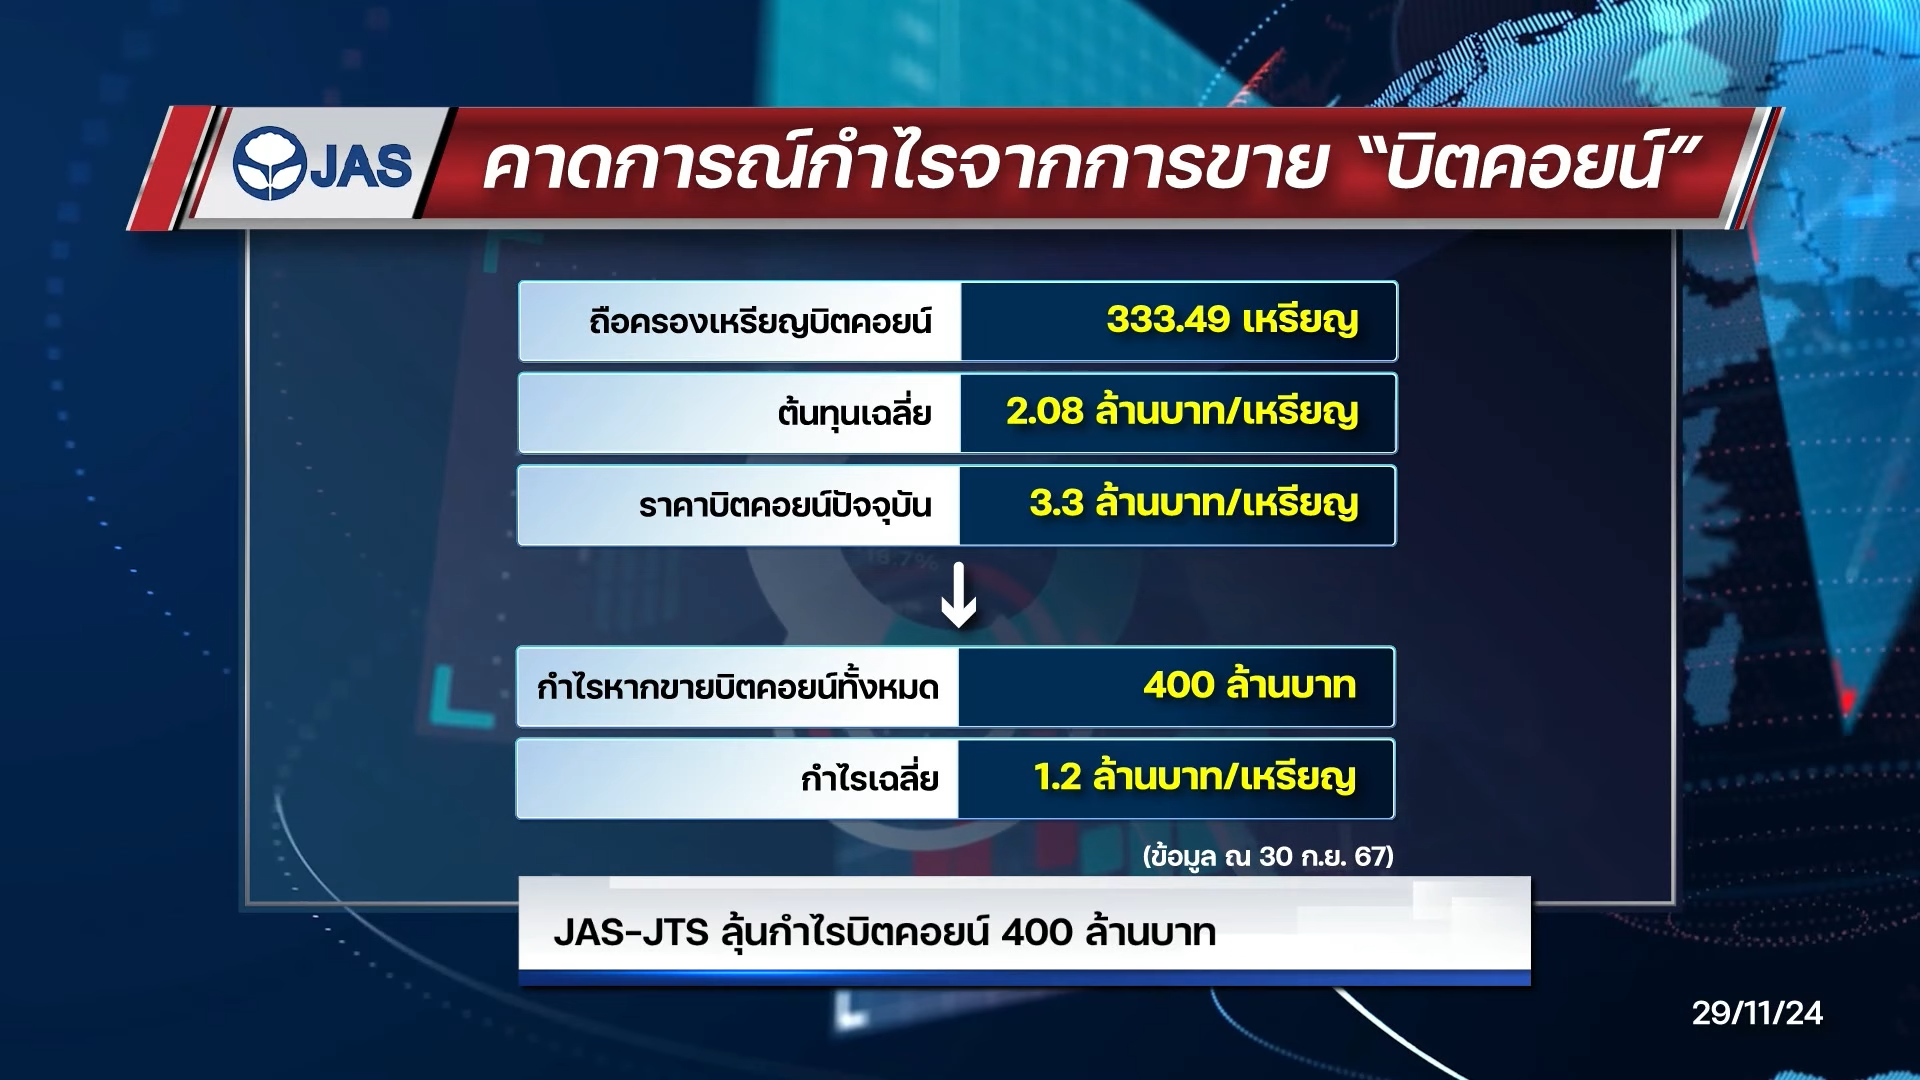 JAS คาดการณ์กำไรจากการขาย “บิตคอยน์”
ถือครองเหรียญบิตคอยน์ 333.49 เหรียญ
ต้นทุนเฉลี่ย 2.08 ล้านบาท/เหรียญ
ราคาบิตคอยน์ปัจจุบัน 3.3 ล้านบาท/เหรียญ
กำไรหากขายบิตคอยน์ทั้งหมด 400 ล้านบาท
กำไรเฉลี่ย 1.2 ล้านบาท/เหรียญ
(ข้อมูล ณ 30 ก.ย. 67)
JAS-JTS ลุ้นกำไรบิตคอยน์ 400 ล้านบาท
29/11/24